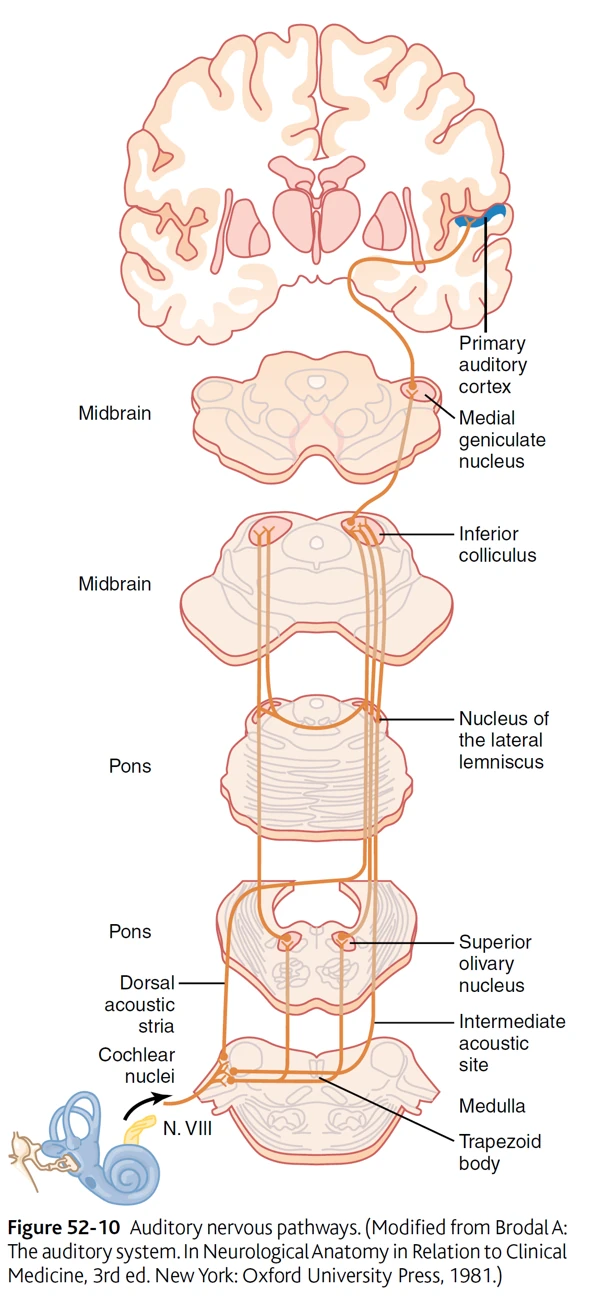 Primary
auditory
cortex
Midbrain
Medial
geniculate
nucleus
Inferior
colliculus
Midbrain
Nucleus of
the lateral
lemniscus
Pons
Pons
Superior
olivary
nucleus
Dorsal
acoustic
stria
Intermediate
acoustic
site
Cochlear
nuclei
Medulla
N. VIII
Trapezoid
body
Figure 52-10 Auditory nervous pathways. (Modified from Brodal A:
The auditory system. In Neurological Anatomy in Relation to Clinical
Medicine, 3rd ed. New York: Oxford University Press, 1981.)